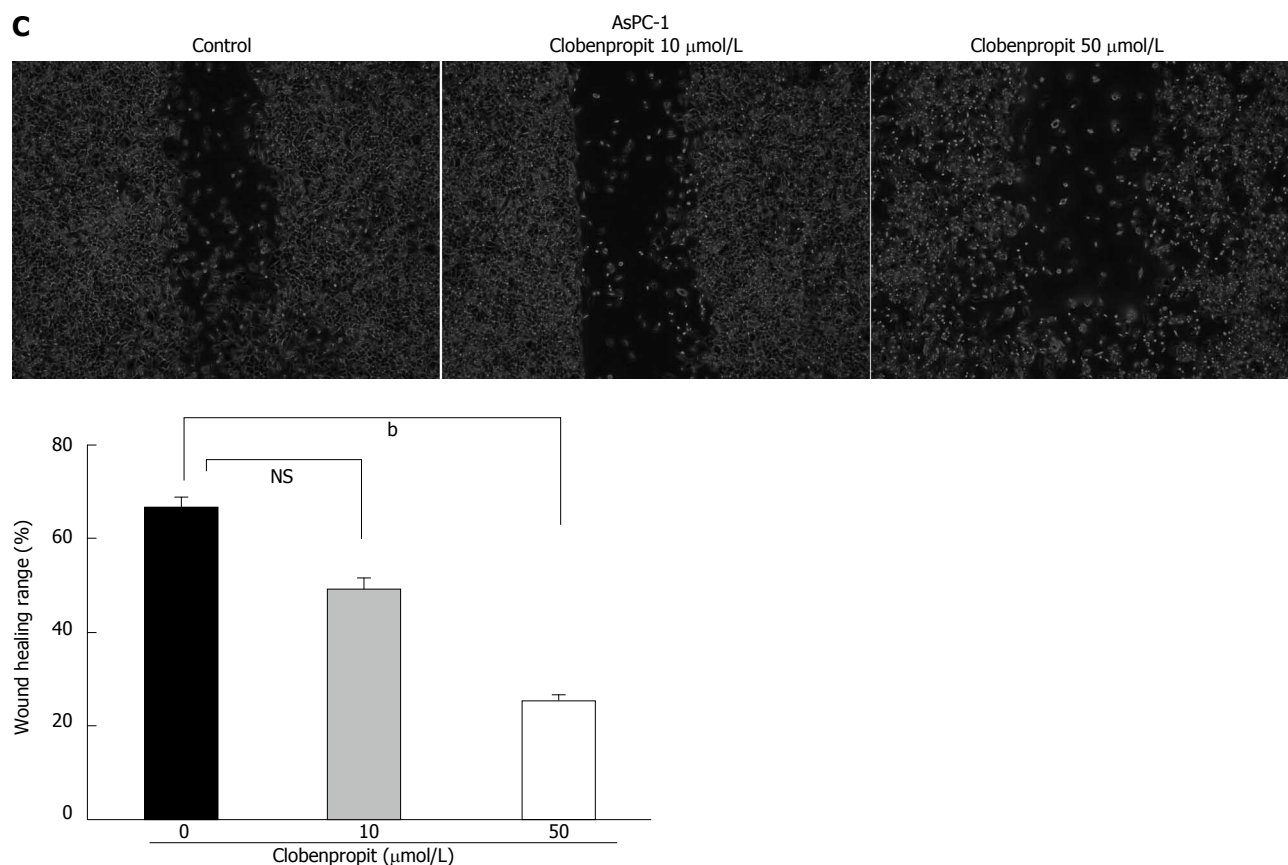 C
AsPC-1
Control
Clobenpropit 10 μmol/L
Clobenpropit 50 μmol/L
b
NS
80
60
40
20
0
Wound healing range (%)
0
10
50
Clobenpropit (μmol/L)